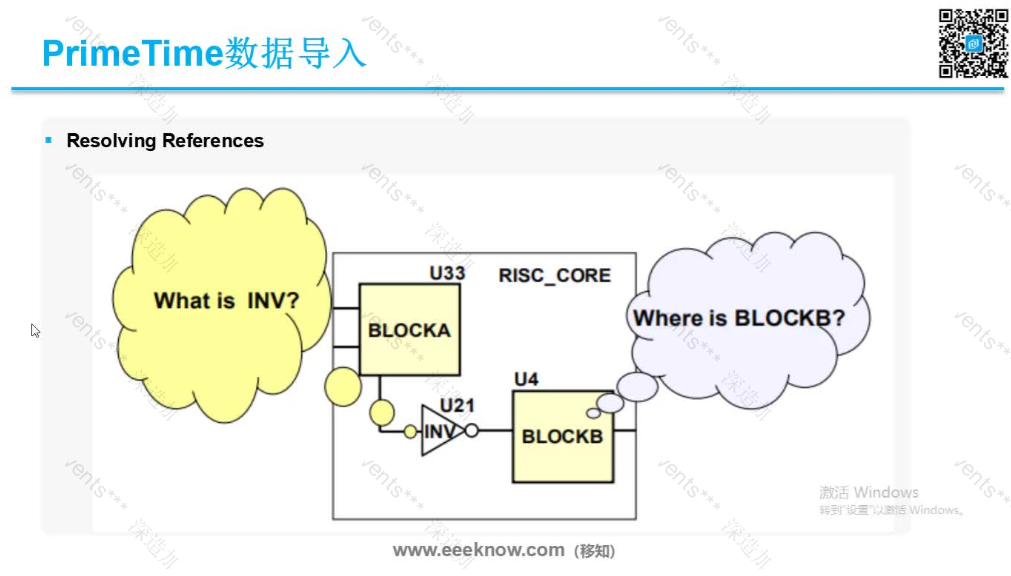 PrimeTime数据导入
Resolving References
What is INV?
U33
RISC_CORE
BLOCKA
Where is BLOCKB?
U4
U21
INV
BLOCKB
激活 Windows
转到"设置"以激活 Windows。
www.eeeknow.com（移知）